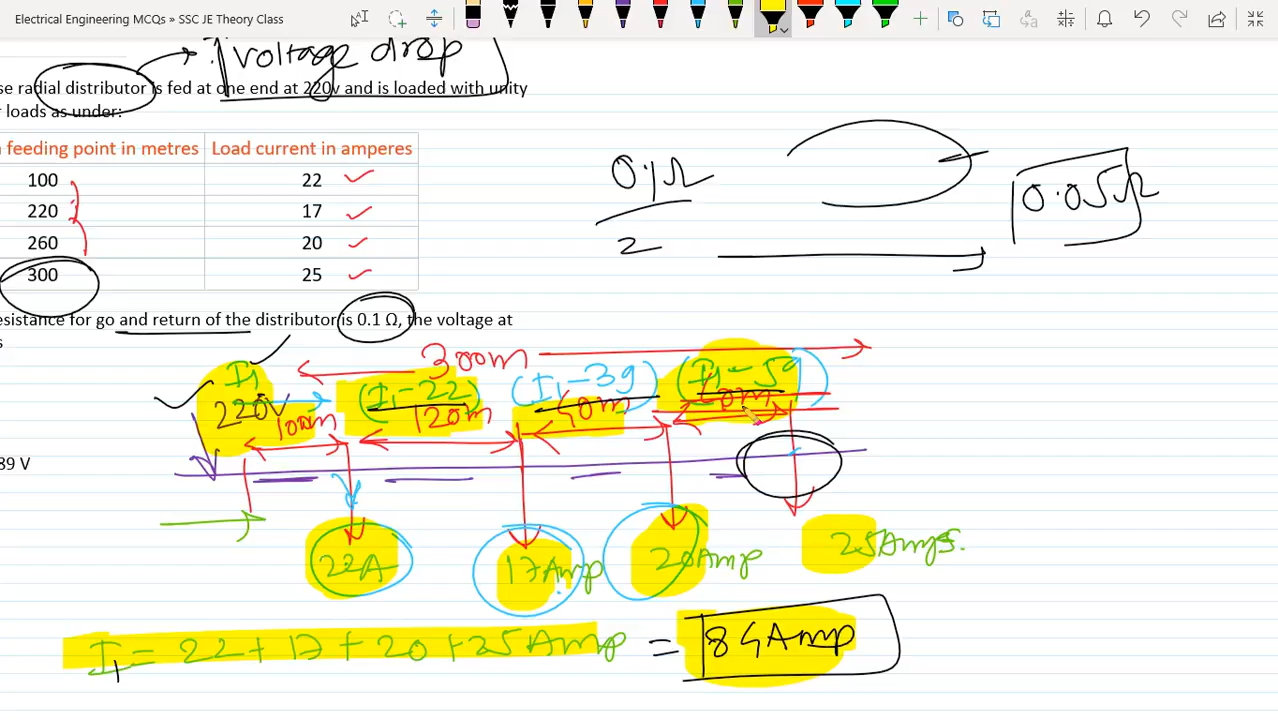 Electrical Engineering MCQs » SSC JE Theory Class
voltage drop
se radial distributor is fed at one end at 220v and is loaded with unity
r loads as under:
n feeding point in metres Load current in amperes
100 22
220 17
260 20
300 25
0.1Ω
2
0.05Ω
esistance for go and return of the distributor is 0.1 Ω, the voltage at
s
300m
I1 (I1-22) (I1-39) (I1-59)
220V 100m 120m 40m 40m
89 V
22A 17Amp 20Amp 25Amps.
I1 = 22 + 17 + 20 + 25Amp = 84Amp